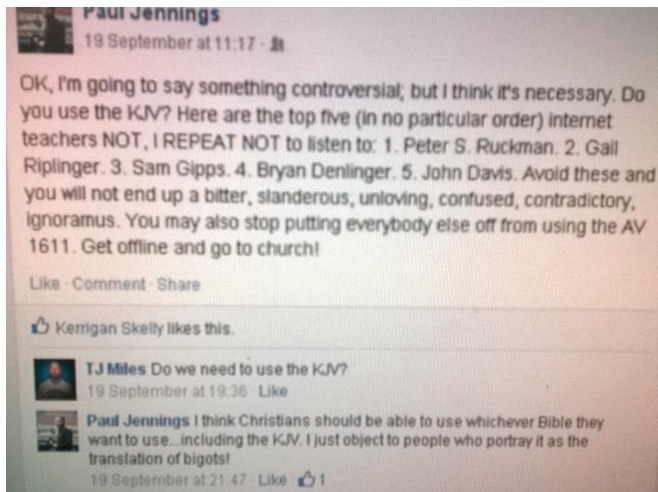 Paul Jennings
19 September at 11:17 ·
OK, I'm going to say something controversial, but I think it's necessary. Do
you use the KJV? Here are the top five (in no particular order) internet
teachers NOT, I REPEAT NOT to listen to: 1. Peter S. Ruckman. 2. Gail
Riplinger. 3. Sam Gipps. 4. Bryan Denlinger. 5. John Davis. Avoid these and
you will not end up a bitter, slanderous, unloving, confused, contradictory,
ignoramus. You may also stop putting everybody else off from using the AV
1611. Get offline and go to church!
Like · Comment · Share
Kerrigan Skelly likes this.
TJ Miles Do we need to use the KJV?
19 September at 19:36 · Like
Paul Jennings I think Christians should be able to use whichever Bible they
want to use...including the KJV. I just object to people who portray it as the
translation of bigots!
19 September at 21:47 · Like · 1